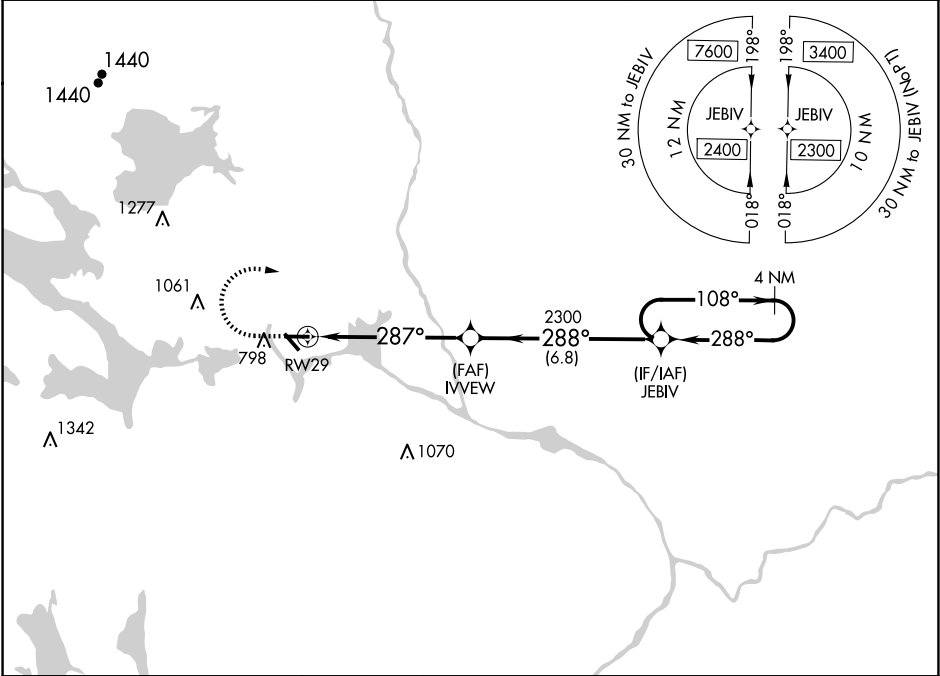 1440
1440
1277
1061
798
RW29
1342
1070
287°
(FAF)
IVVEW
2300
288°
(6.8)
(IF/IAF)
JEBIV
4 NM
108°
288°
30 NM to JEBIV
12 NM
7600
198°
JEBIV
2400
018°
198°
3400
JEBIV
2300
018°
10 NM
30 NM to JEBIV (NoPT)